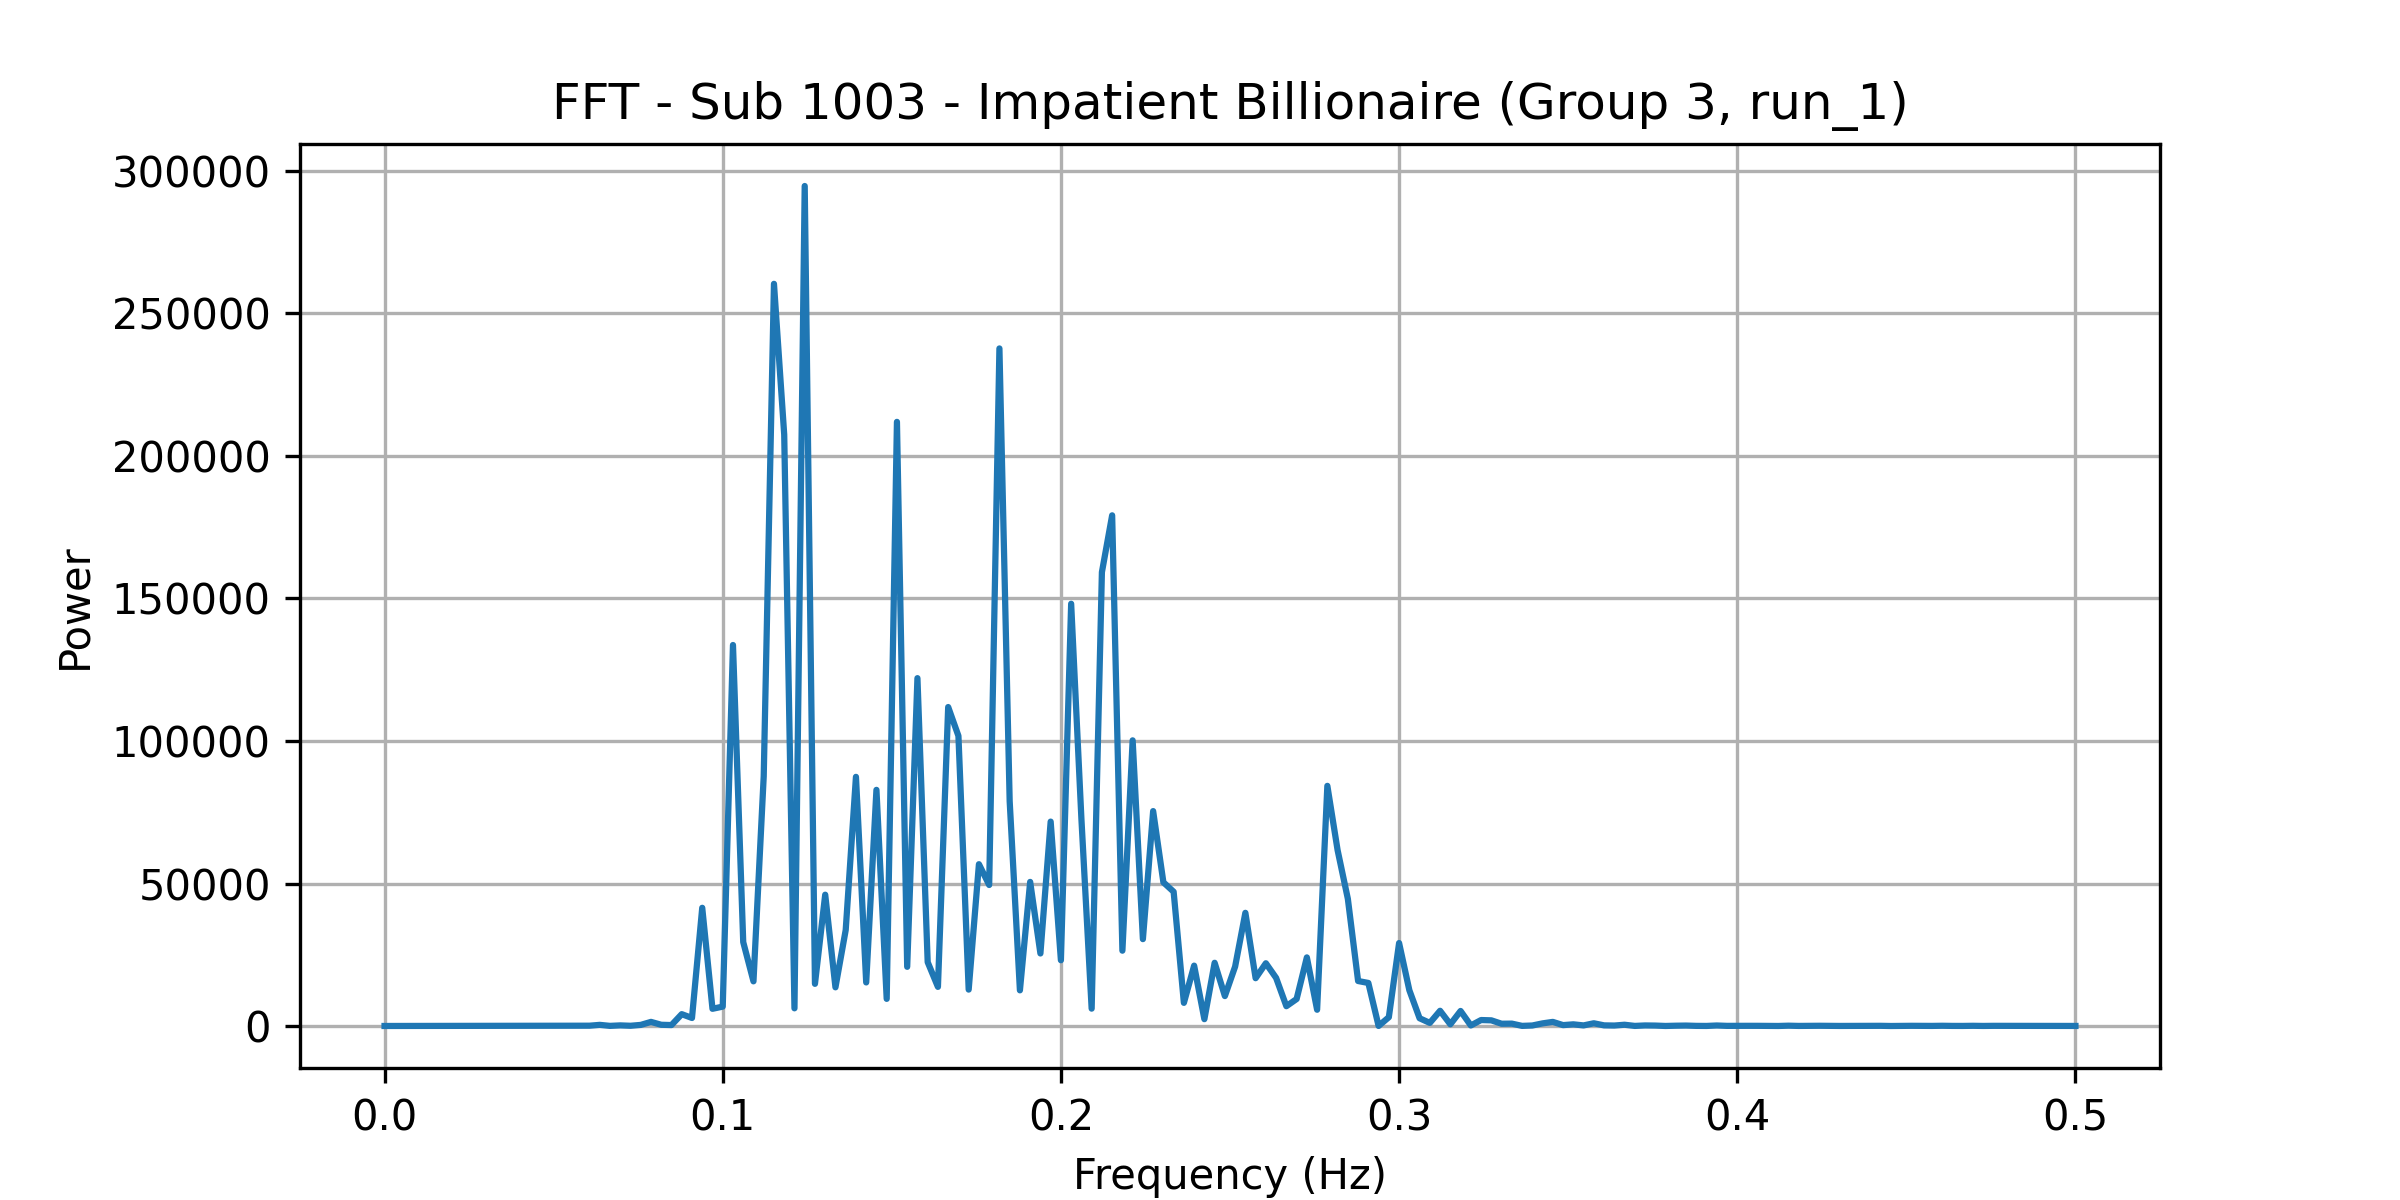 FFT - Sub 1003 - Impatient Billionaire (Group 3, run_1)
300000
250000
200000
150000
100000
50000
0
Power
0.0 0.1 0.2 0.3 0.4 0.5
Frequency (Hz)